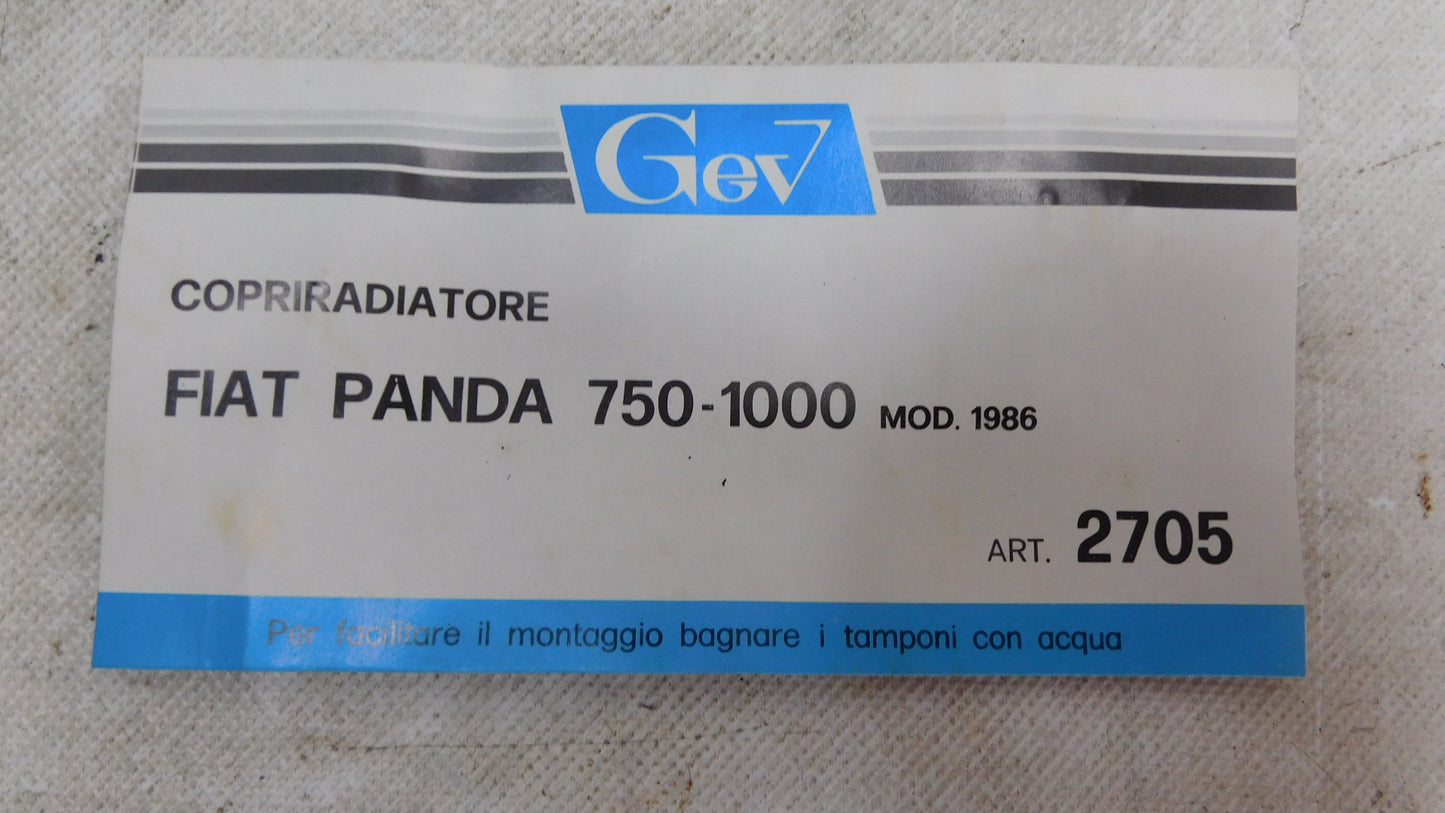 Gev
COPRIRADIATORE
FIAT PANDA 750-1000 MOD. 1986
ART. 2705
Per facilitare il montaggio bagnare i tamponi con acqua